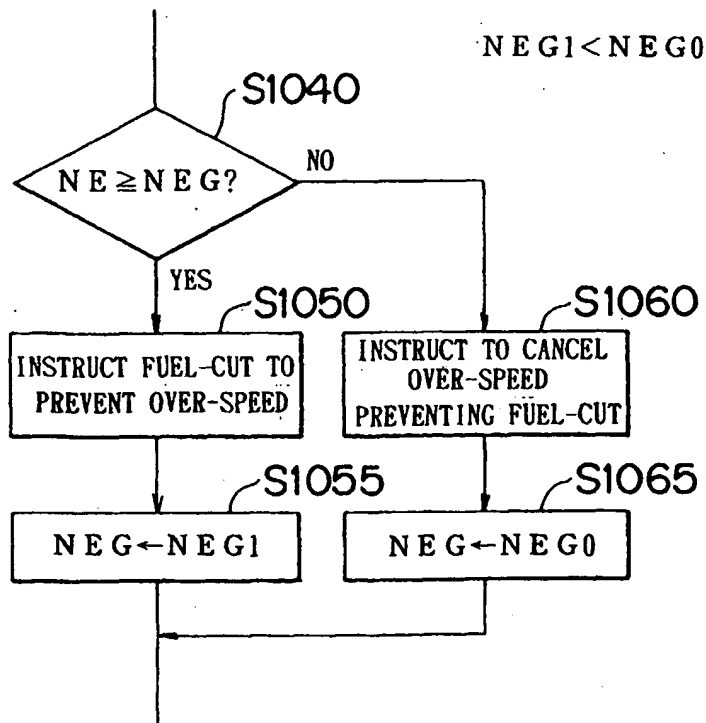 NEG1<NEG0
S1040
NE≧NEG?
NO
YES
S1050
INSTRUCT FUEL-CUT TO
PREVENT OVER-SPEED
S1060
INSTRUCT TO CANCEL
OVER-SPEED
PREVENTING FUEL-CUT
S1055
NEG←NEG1
S1065
NEG←NEG0